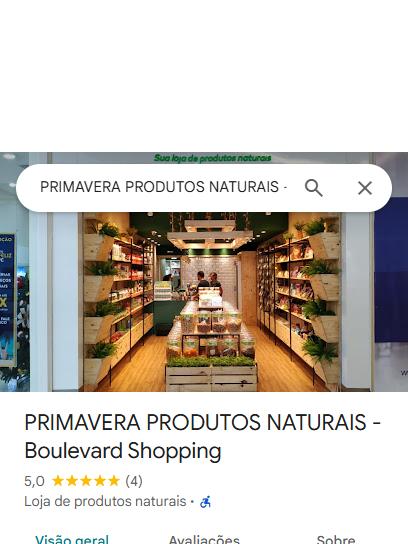 Sua loja de produtos naturais
PRIMAVERA PRODUTOS NATURAIS -
PRIMAVERA PRODUTOS NATURAIS -
Boulevard Shopping
5,0 ★★★★★ (4)
Loja de produtos naturais ·
Visão geral Avaliações Sobre